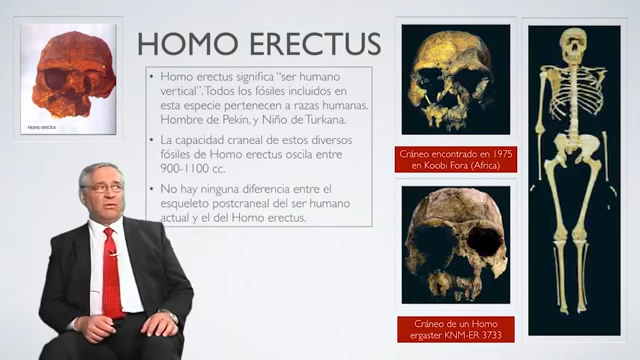 HOMO ERECTUS
Homo erectus
• Homo erectus significa “ser humano
vertical”. Todos los fósiles incluidos en
esta especie pertenecen a razas humanas.
Hombre de Pekin, y Niño de Turkana.
• La capacidad craneal de estos diversos
fósiles de Homo erectus oscila entre
900-1100 cc.
• No hay ninguna diferencia entre el
esqueleto postcraneal del ser humano
actual y el del Homo erectus.
Cráneo encontrado en 1975
en Koobi Fora (Africa)
Cráneo de un Homo
ergaster KNM-ER 3733